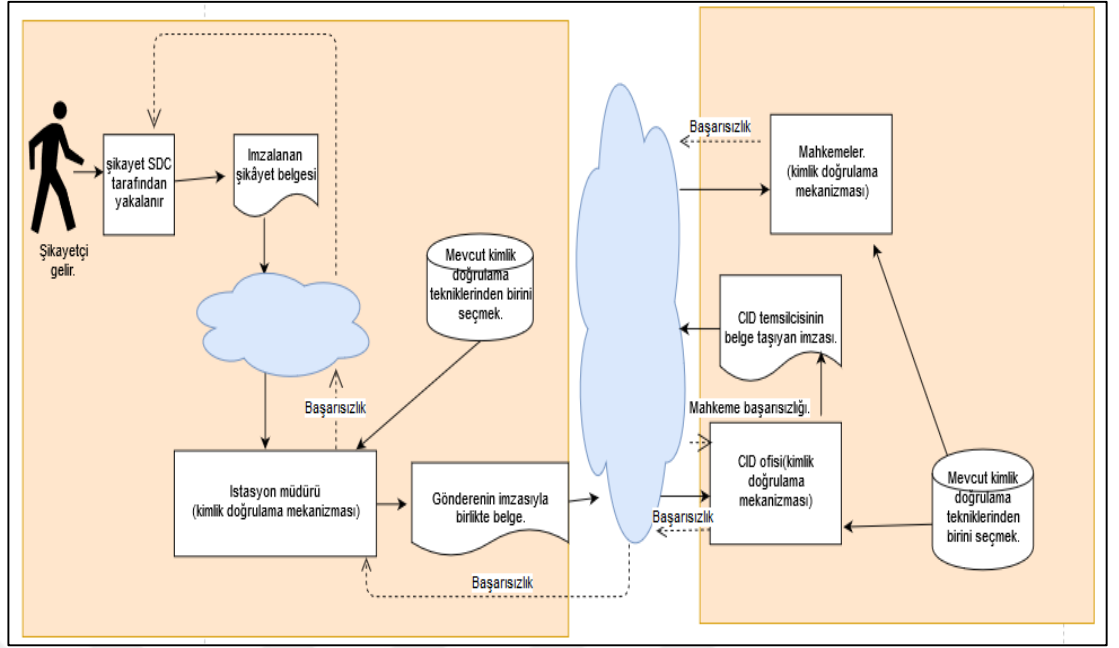 Şikayetçi
gelir.
şikayet SDC
tarafından
yakalanır
Imzalanan
şikâyet belgesi
Mevcut kimlik
doğrulama
tekniklerinden birini
seçmek.
Başarısızlık
Istasyon müdürü
(kimlik doğrulama mekanizması)
Gönderenin imzasıyla
birlikte belge.
Başarısızlık
Başarısızlık
Mahkemeler.
(kimlik doğrulama
mekanizması)
CID temsilcisinin
belge taşıyan imzası.
Mahkeme başarısızlığı.
CID ofisi(kimlik
doğrulama
mekanizması)
Başarısızlık
Mevcut kimlik
doğrulama
tekniklerinden
birini seçmek.